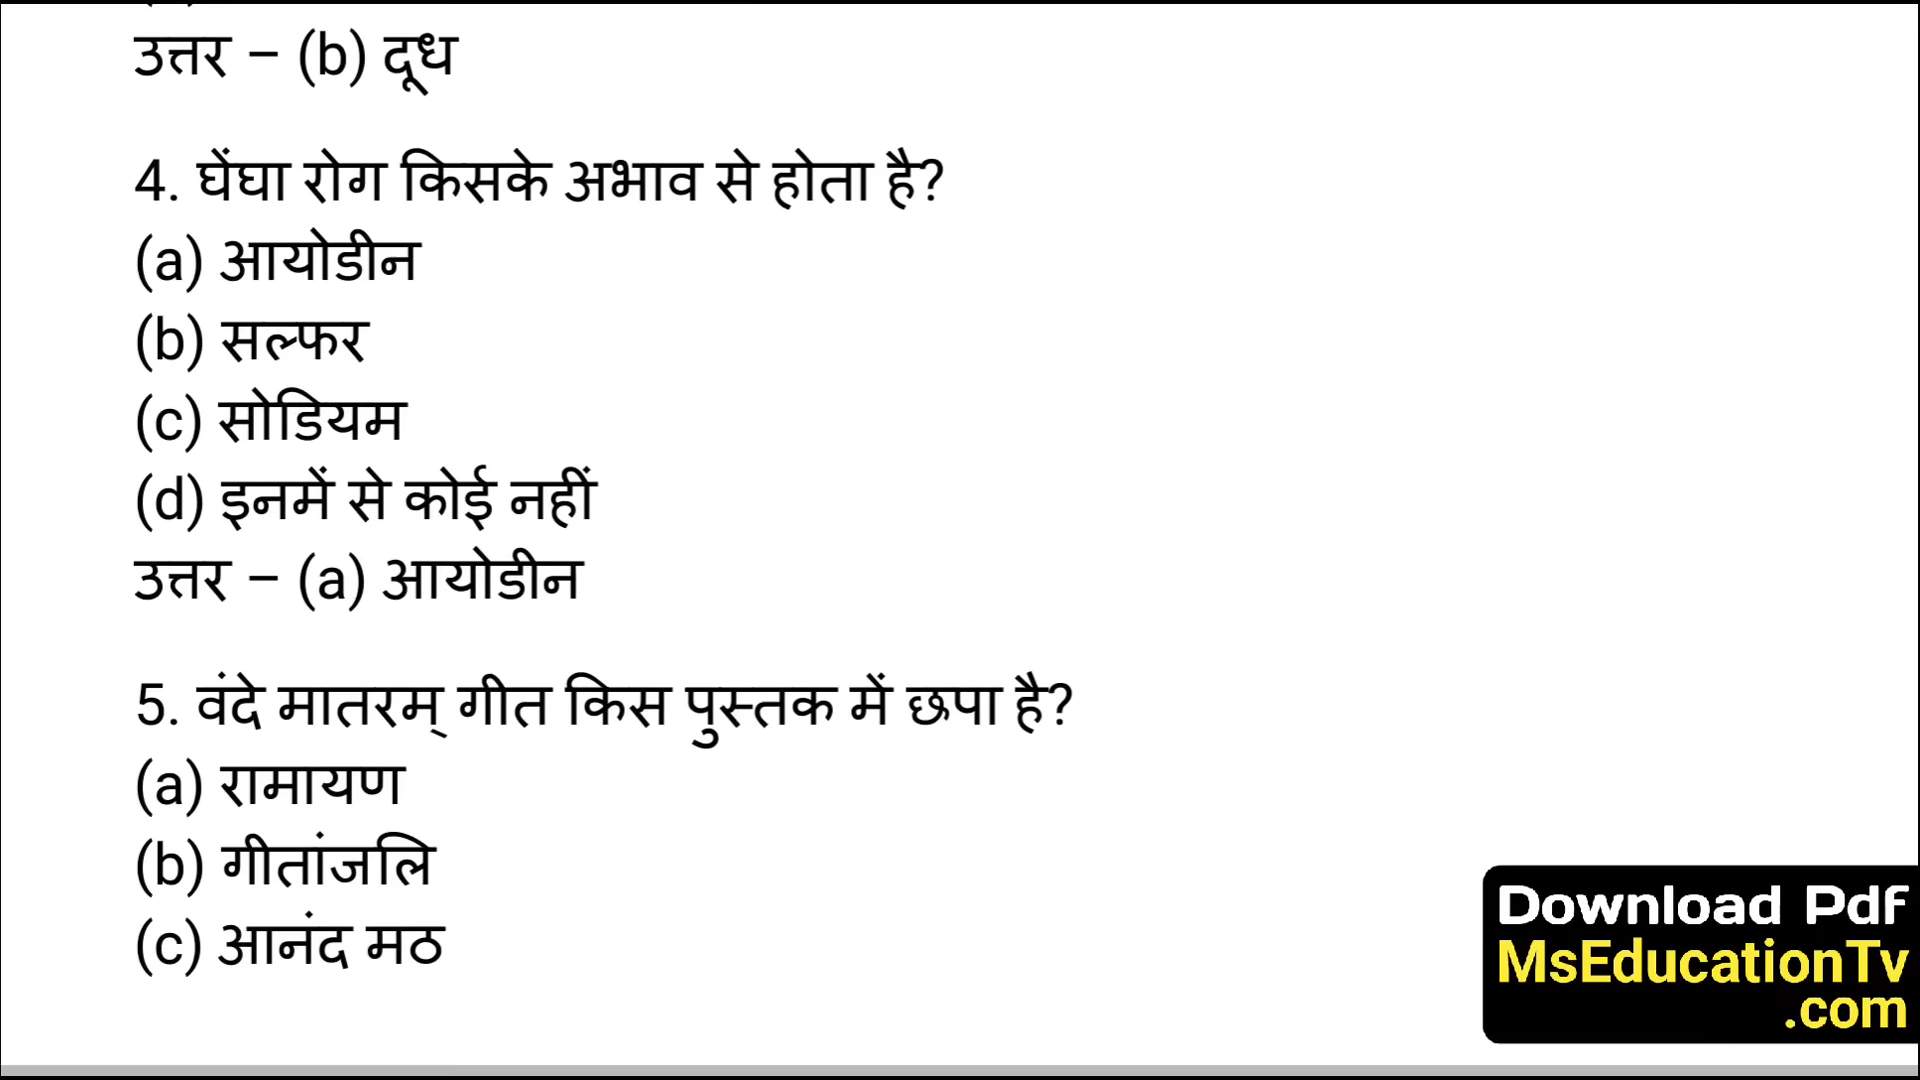 उत्तर – (b) दूध
4. घेंघा रोग किसके अभाव से होता है?
(a) आयोडीन
(b) सल्फर
(c) सोडियम
(d) इनमें से कोई नहीं
उत्तर – (a) आयोडीन
5. वंदे मातरम् गीत किस पुस्तक में छपा है?
(a) रामायण
(b) गीतांजलि
(c) आनंद मठ
Download Pdf
MsEducationTv
.com